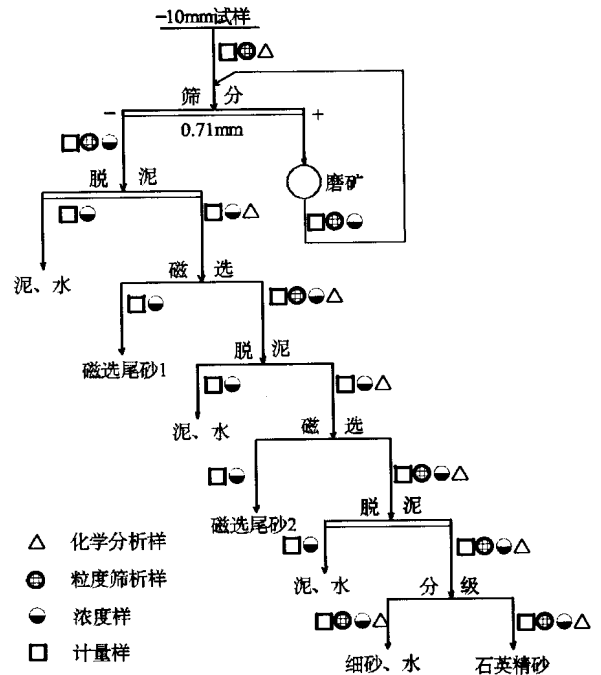 -10mm试样
筛分
- +
0.71mm
磨矿
脱泥
泥、水
磁选
磁选尾砂1
脱泥
泥、水
磁选
磁选尾砂2
脱泥
泥、水
分级
细砂、水
石英精砂
化学分析样
粒度筛析样
浓度样
计量样